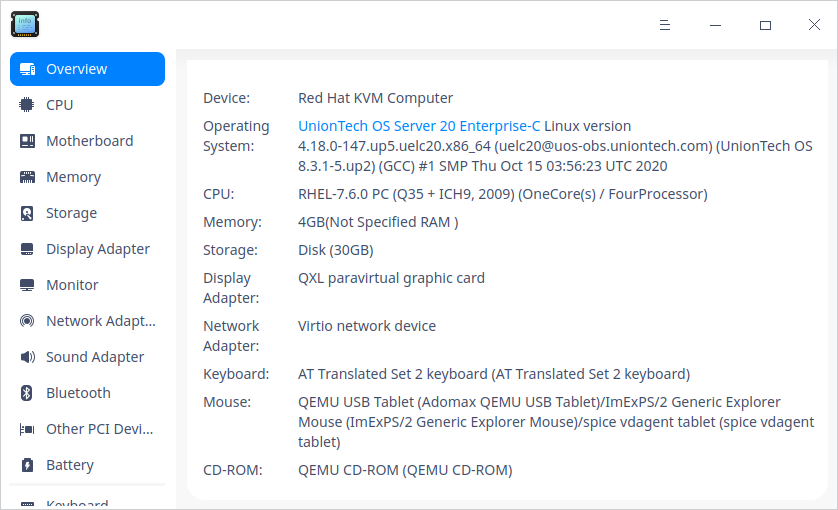 Info
Overview
CPU
Motherboard
Memory
Storage
Display Adapter
Monitor
Network Adapt...
Sound Adapter
Bluetooth
Other PCI Devi...
Battery
Keyboard
Device: Red Hat KVM Computer
Operating System: UnionTech OS Server 20 Enterprise-C Linux version
4.18.0-147.up5.uelc20.x86_64 (uelc20@uos-obs.uniontech.com) (UnionTech OS
8.3.1-5.up2) (GCC) #1 SMP Thu Oct 15 03:56:23 UTC 2020
CPU: RHEL-7.6.0 PC (Q35 + ICH9, 2009) (OneCore(s) / FourProcessor)
Memory: 4GB(Not Specified RAM )
Storage: Disk (30GB)
Display Adapter: QXL paravirtual graphic card
Network Adapter: Virtio network device
Keyboard: AT Translated Set 2 keyboard (AT Translated Set 2 keyboard)
Mouse: QEMU USB Tablet (Adomax QEMU USB Tablet)/ImExPS/2 Generic Explorer
Mouse (ImExPS/2 Generic Explorer Mouse)/spice vdagent tablet (spice vdagent
tablet)
CD-ROM: QEMU CD-ROM (QEMU CD-ROM)